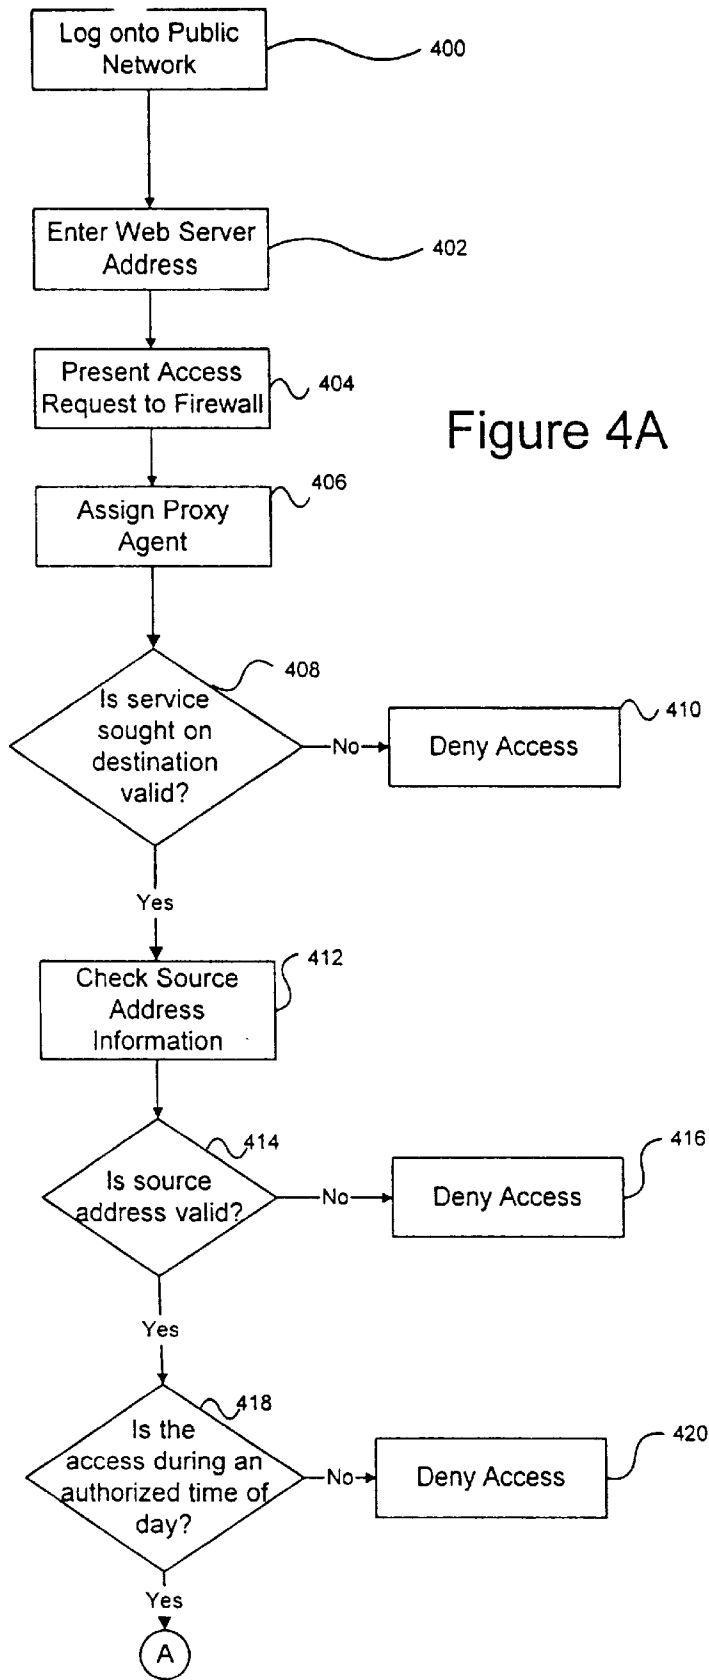 Log onto Public
Network
400
Enter Web Server
Address
402
Present Access
Request to Firewall
404
Figure 4A
Assign Proxy
Agent
406
Is service
sought on
destination
valid?
408
No
Deny Access
410
Yes
Check Source
Address
Information
412
Is source
address valid?
414
No
Deny Access
416
Yes
Is the
access during an
authorized time of
day?
418
No
Deny Access
420
Yes
A